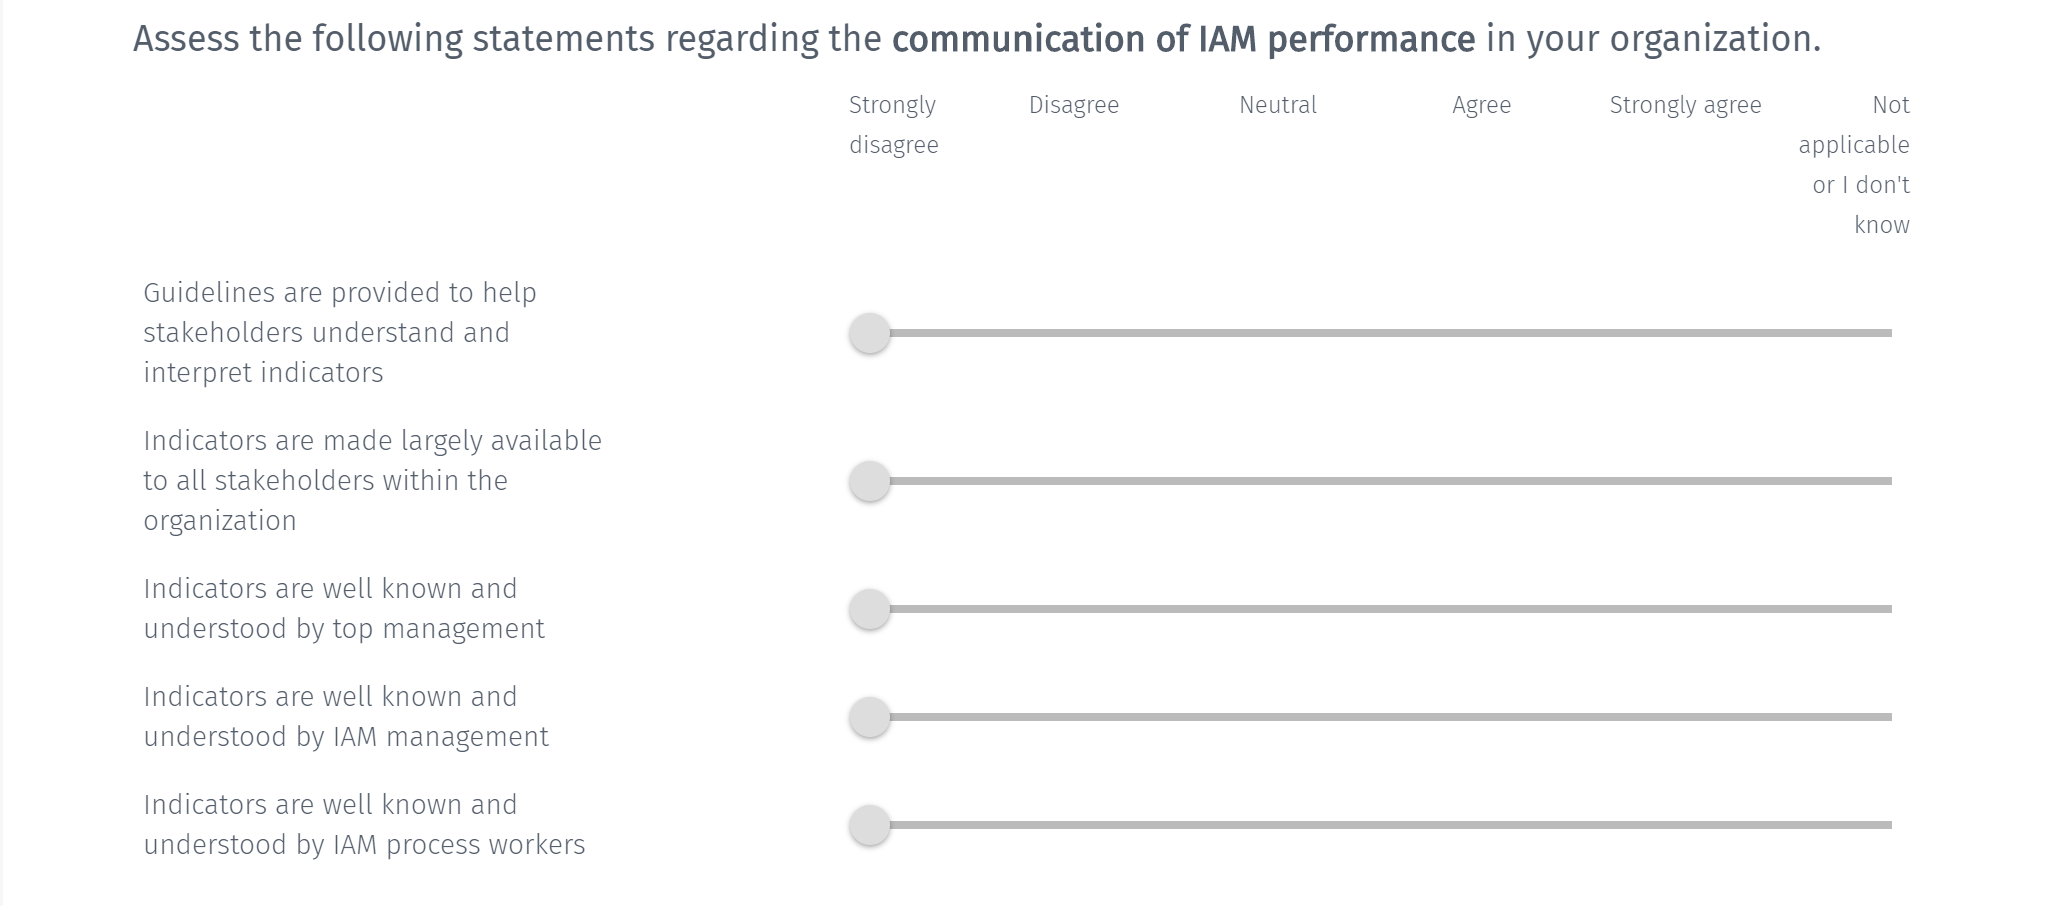 Assess the following statements regarding the communication of IAM performance in your organization.
Strongly disagree
Disagree
Neutral
Agree
Strongly agree
Not applicable or I don't know
Guidelines are provided to help
stakeholders understand and
interpret indicators
Indicators are made largely available
to all stakeholders within the
organization
Indicators are well known and
understood by top management
Indicators are well known and
understood by IAM management
Indicators are well known and
understood by IAM process workers